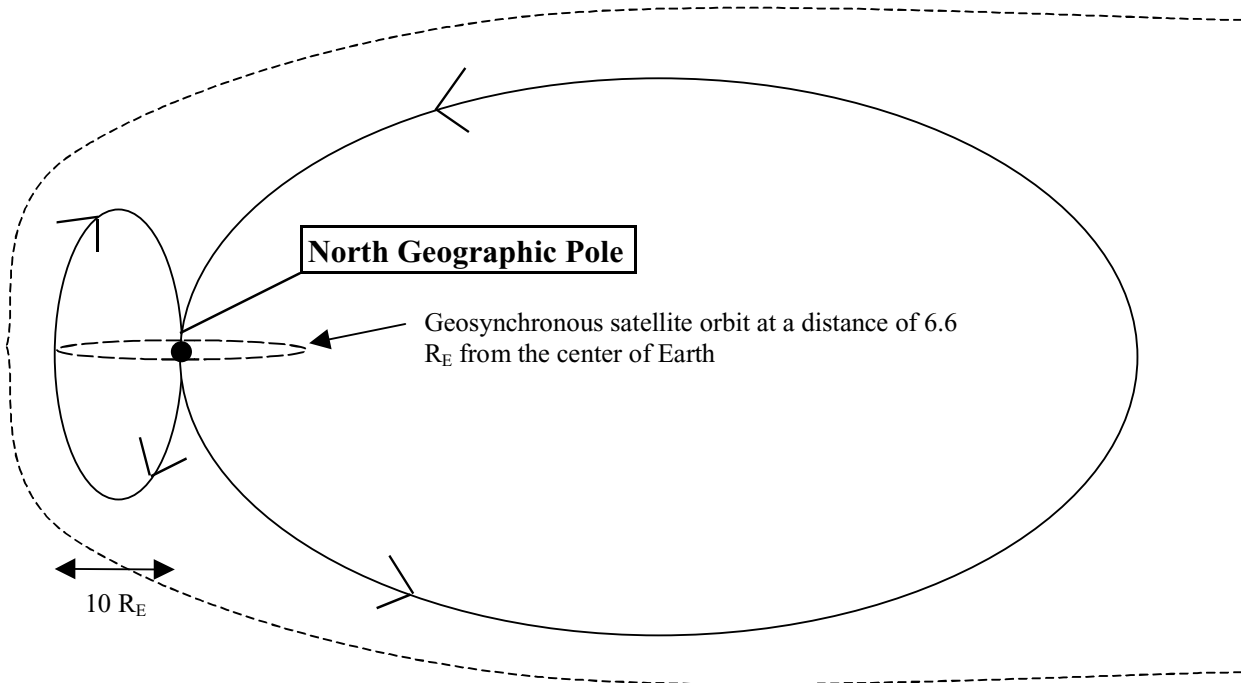 North Geographic Pole
Geosynchronous satellite orbit at a distance of 6.6
R_E from the center of Earth
10 R_E